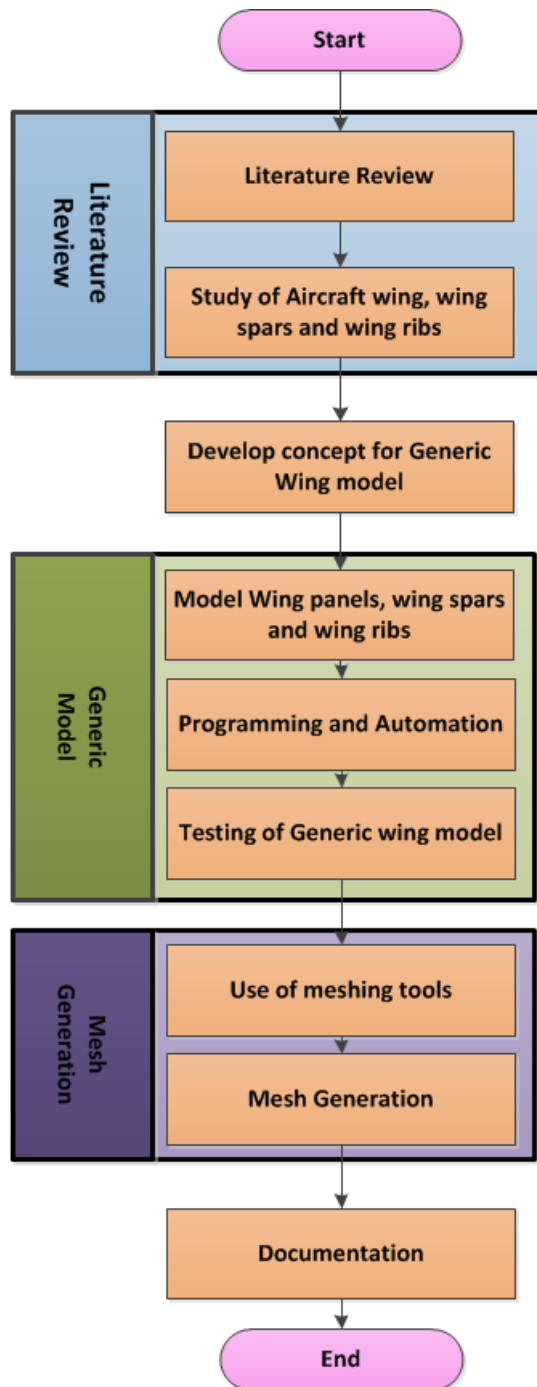 Start
Literature
Review
Literature Review
Study of Aircraft wing, wing
spars and wing ribs
Develop concept for Generic
Wing model
Generic
Model
Model Wing panels, wing spars
and wing ribs
Programming and Automation
Testing of Generic wing model
Mesh
Generation
Use of meshing tools
Mesh Generation
Documentation
End